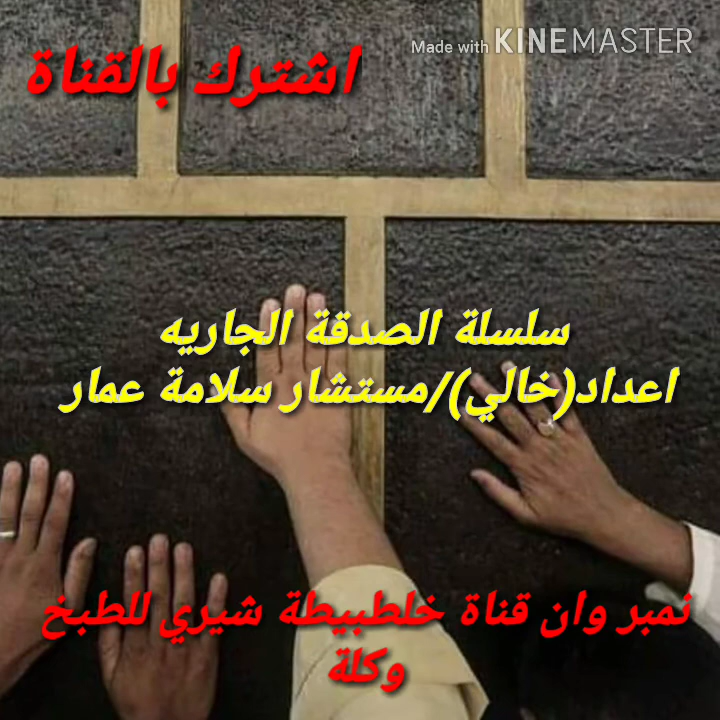 Made with KINEMASTER
اشترك بالقناة
سلسلة الصدقة الجاريه
اعداد(خالي)/مستشار سلامة عمار
نمبر وان قناة خلطبيطة شيري للطبخ
وكلة